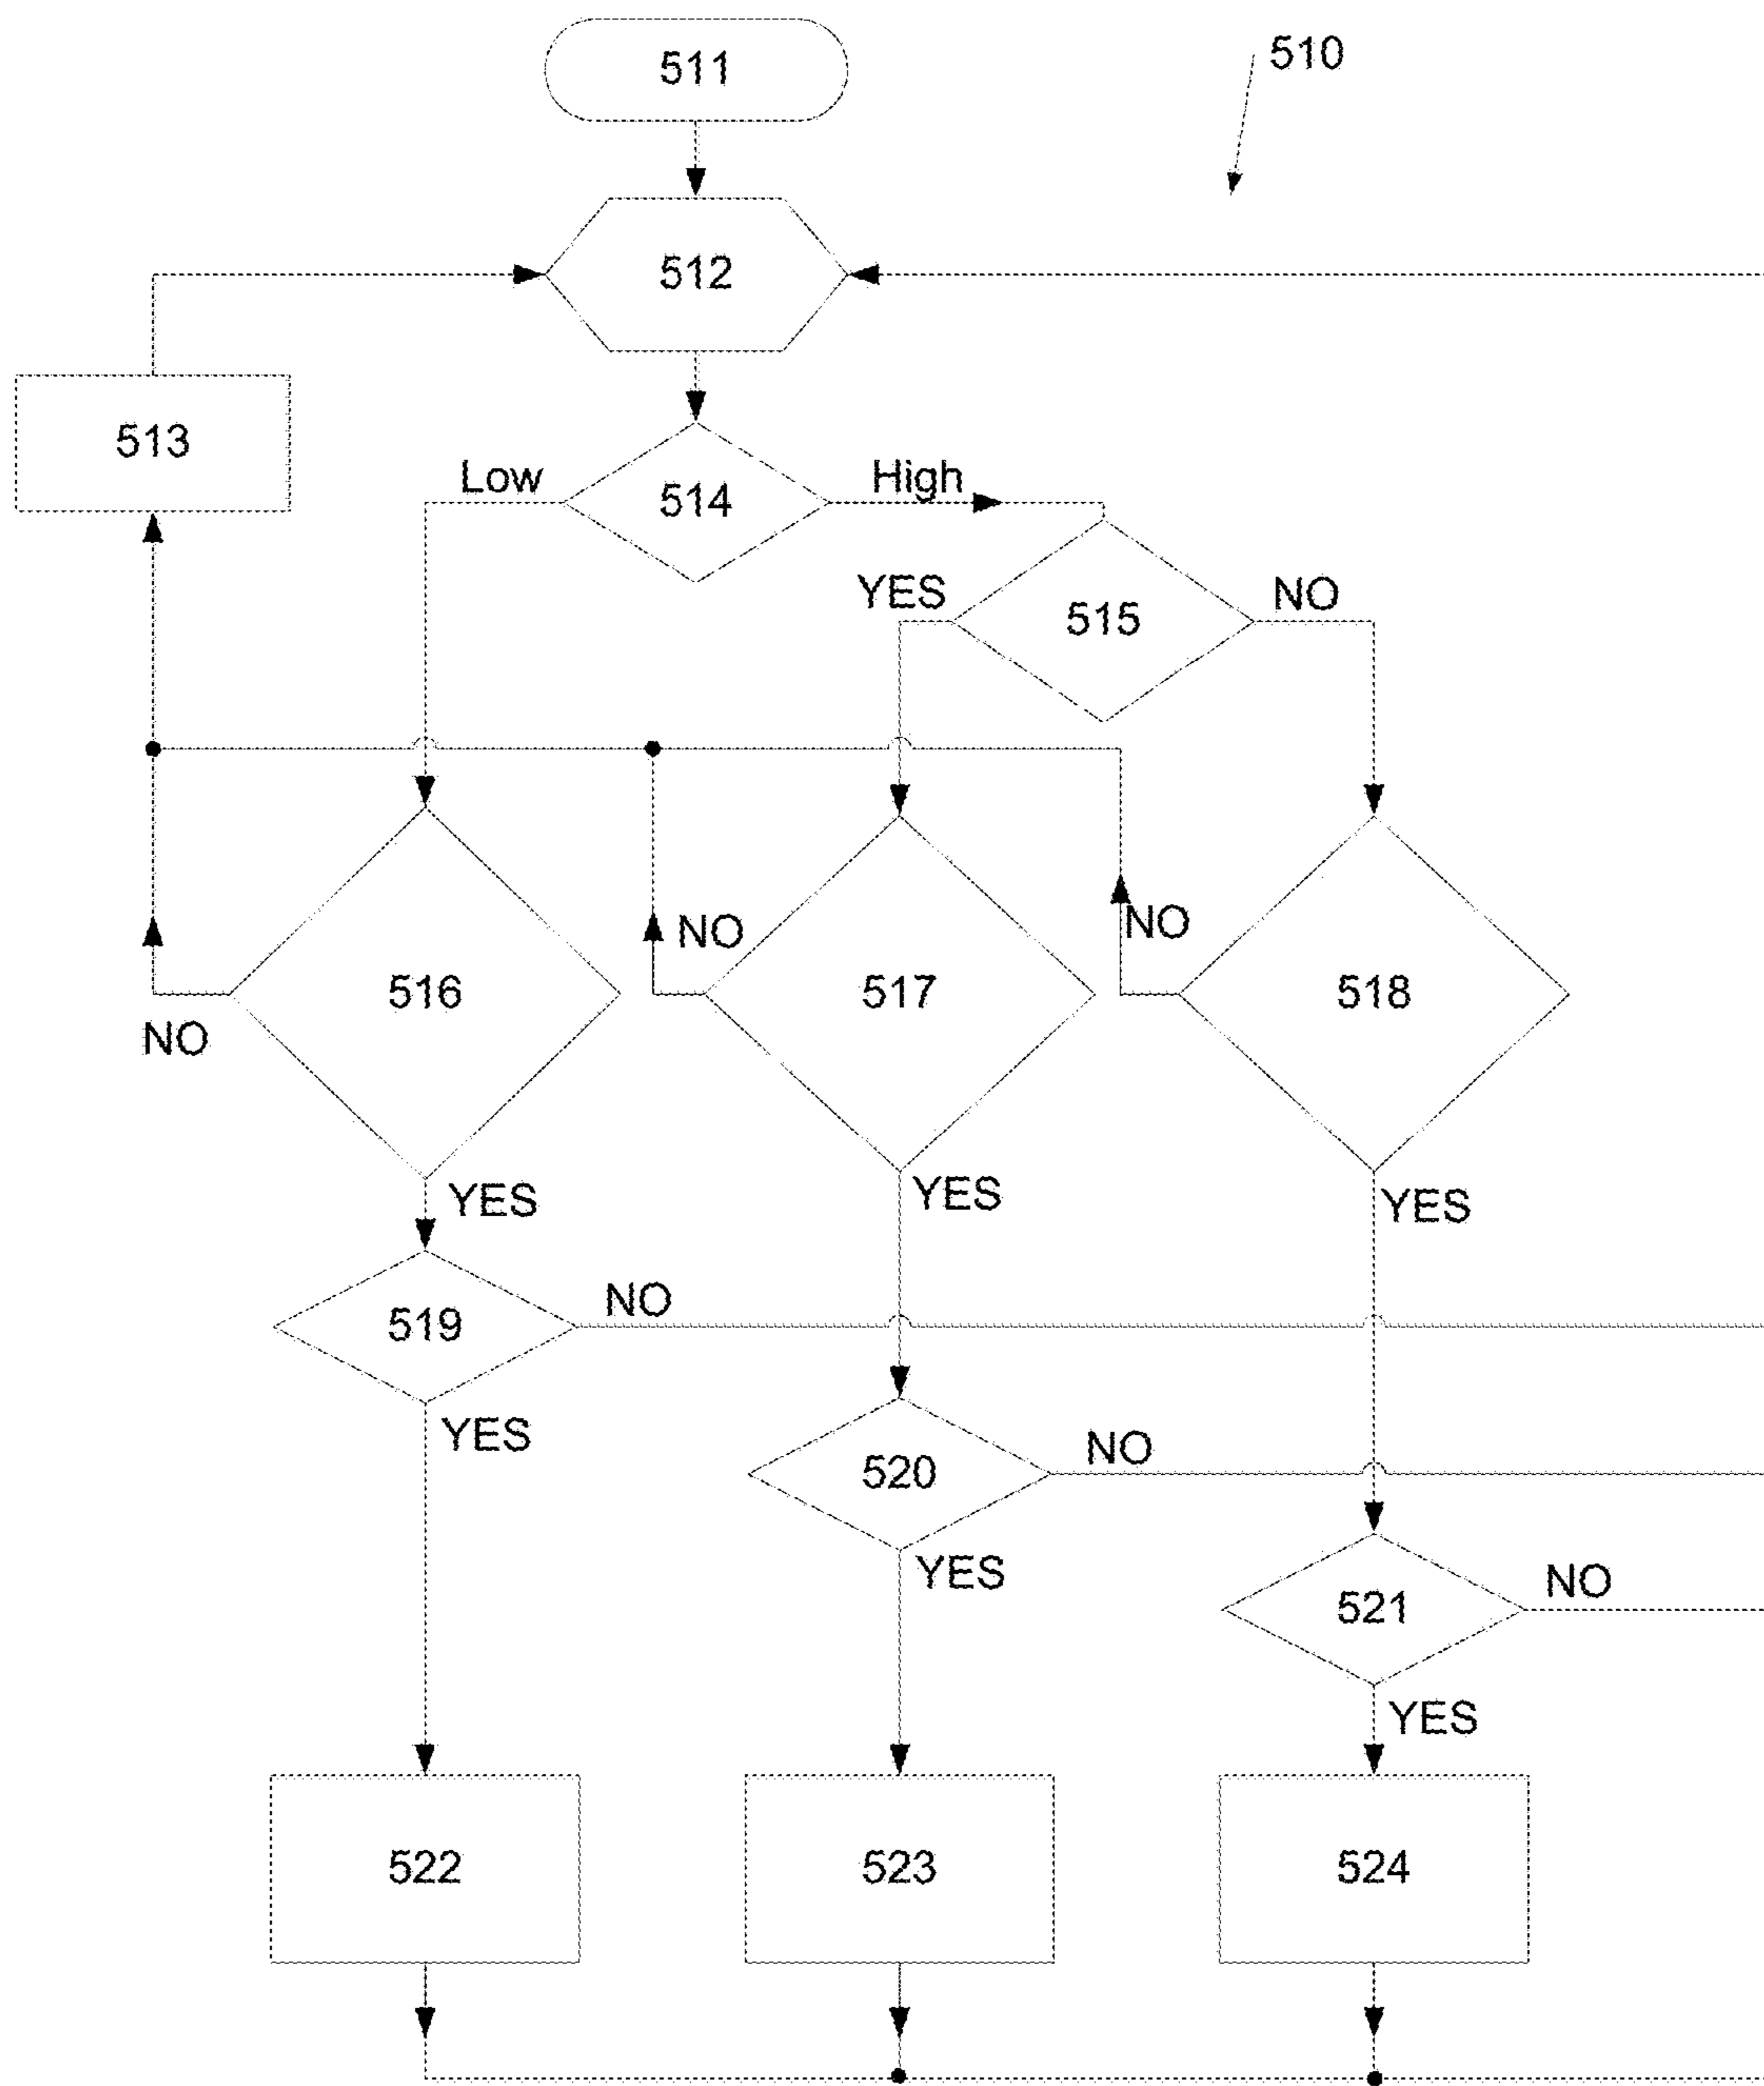 511
510
512
513
Low
514
High
YES
515
NO
NO
NO
516
517
518
NO
YES
YES
YES
NO
519
YES
NO
520
YES
NO
521
YES
522
523
524